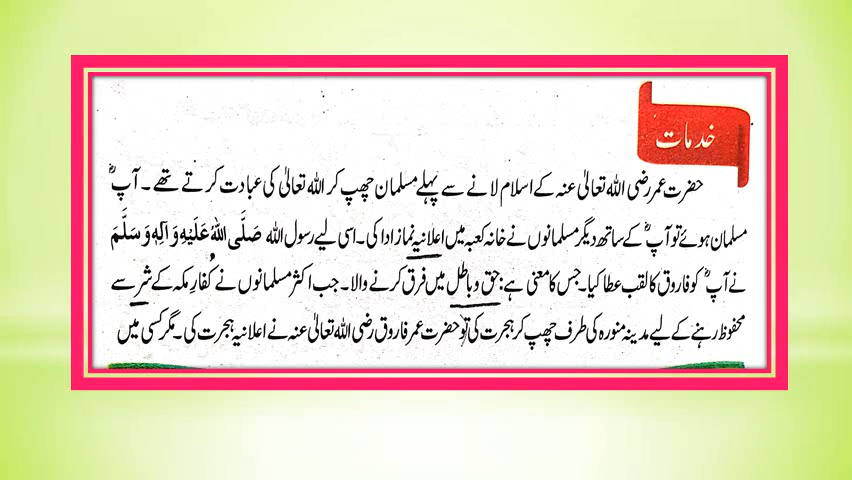 خدمات
حضرت عمر رضی اللہ تعالیٰ عنہ کے اسلام لانے سے پہلے مسلمان چھپ کر اللہ تعالیٰ کی عبادت کرتے تھے۔ آپؓ
مسلمان ہوئے تو آپؓ کے ساتھ دیگر مسلمانوں نے خانہ کعبہ میں اعلانیہ نماز ادا کی۔ اسی لیے رسول اللہ صَلَّی اللہُ عَلَیْہِ وَ آلِہٖ وَ سَلَّمَ
نے آپؓ کو فاروق کا لقب عطا کیا۔ جس کا معنی ہے: حق و باطل میں فرق کرنے والا۔ جب اکثر مسلمانوں نے کُفارِ مکہ کے شر سے
محفوظ رہنے کے لیے مدینہ منورہ کی طرف چھپ کر ہجرت کی تو حضرت عمر فاروق رضی اللہ تعالیٰ عنہ نے اعلانیہ ہجرت کی۔ مگر کسی میں